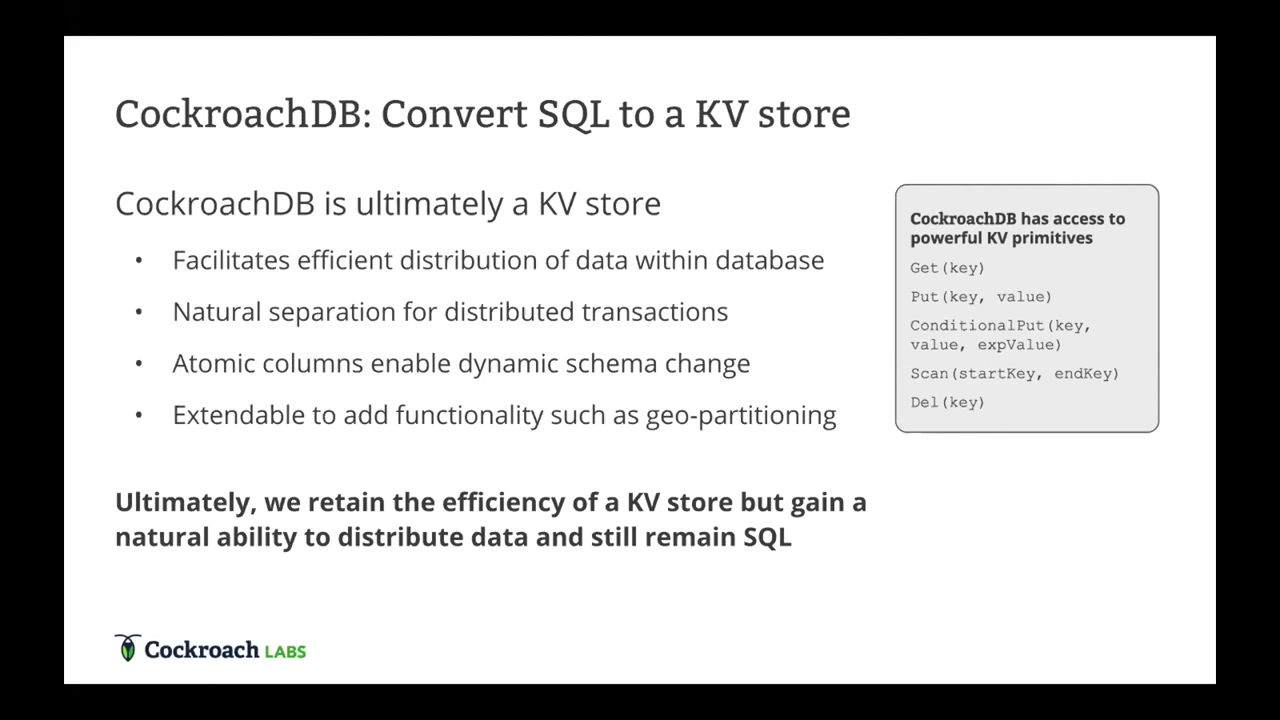 CockroachDB: Convert SQL to a KV store
CockroachDB is ultimately a KV store
• Facilitates efficient distribution of data within database
• Natural separation for distributed transactions
• Atomic columns enable dynamic schema change
• Extendable to add functionality such as geo-partitioning
Ultimately, we retain the efficiency of a KV store but gain a
natural ability to distribute data and still remain SQL
CockroachDB has access to
powerful KV primitives
Get(key)
Put(key, value)
ConditionalPut(key,
value, expValue)
Scan(startKey, endKey)
Del(key)
Cockroach LABS